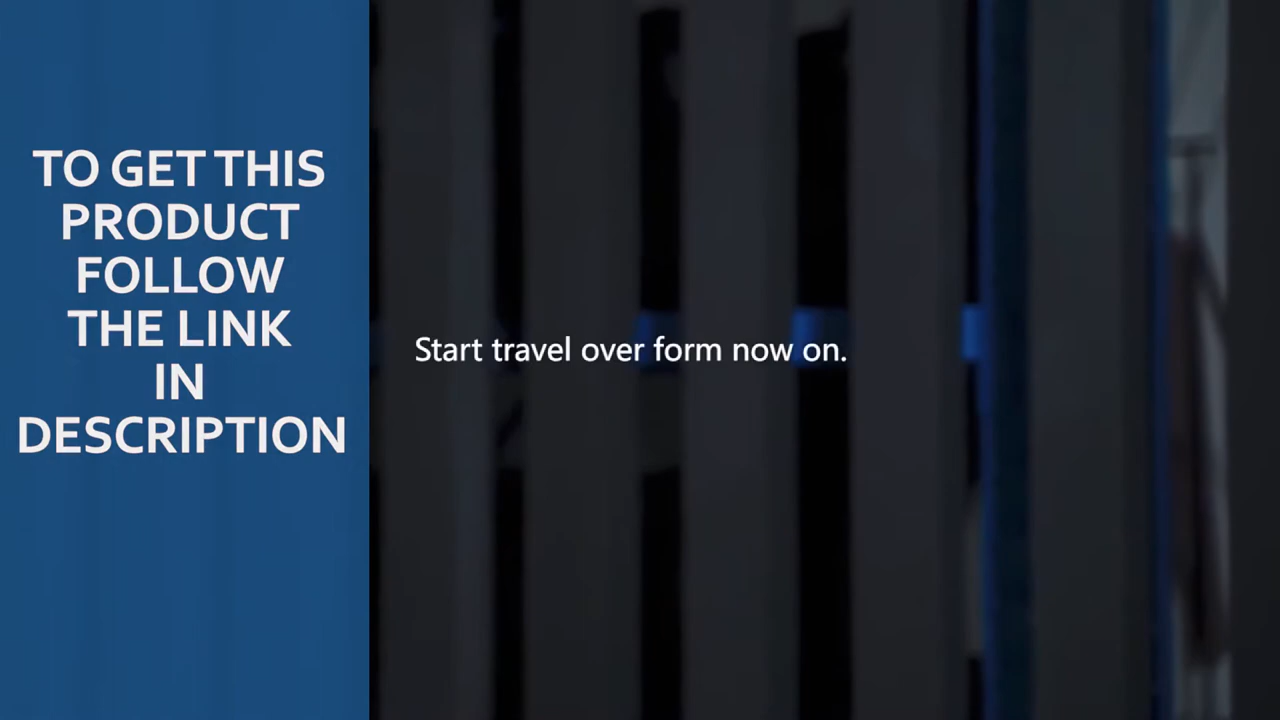 TO GET THIS
PRODUCT
FOLLOW
THE LINK
IN
DESCRIPTION
Start travel over form now on.